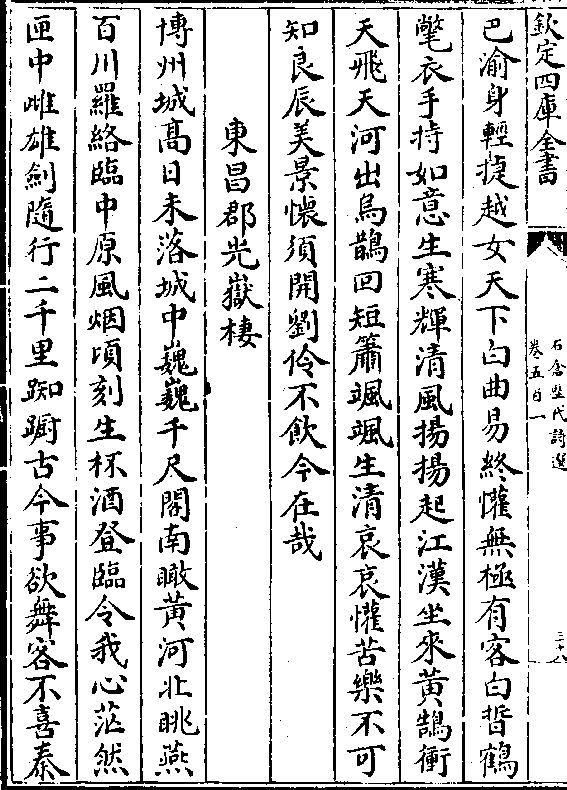 欽定四庫全書
石倉歷代詩選
卷五百一
三十八
巴渝身輕捷越女天下白曲易終懽無極有客白晳鶴
氅衣手持如意生寒輝清風揚揚起江漢坐來黄鵠衝
天飛天河出烏鵲回短簫颯颯生清哀哀懽苦樂不可
知良辰美景懐須開劉伶不飲今在哉
東昌郡光嶽樓
博州城高日未落城中巍巍千尺閣南瞰黄河北眺燕
百川羅絡臨中原風烟頃刻生杯酒登臨令我心茫然
匣中雌雄劍隨行二千里踟蹰古今事欲舞客不喜泰